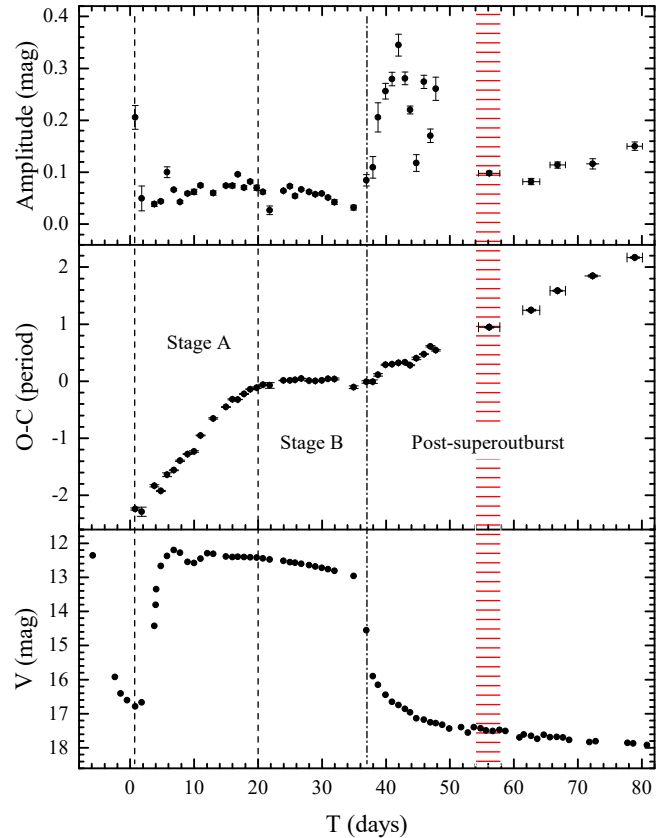 0.4
0.3
0.2
0.1
0.0
Amplitude (mag)
2
1
0
-1
-2
O-C (period)
Stage A
Stage B
Post-superoutburst
12
13
14
15
16
17
18
V (mag)
0 10 20 30 40 50 60 70 80
T (days)